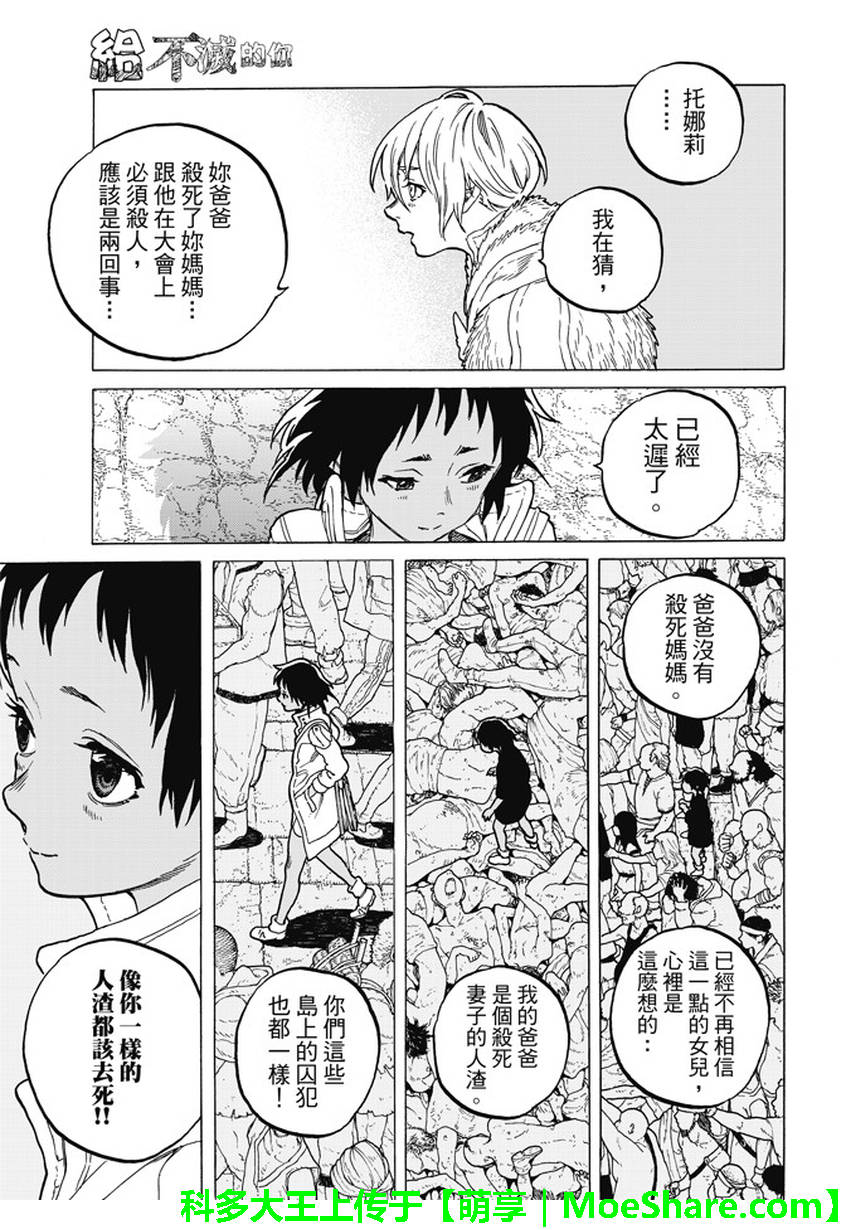 給不滅的你
托娜莉
……
我在猜，
妳爸爸
殺死了妳媽媽…
跟他在大會上
必須殺人，
應該是兩回事…
已經
太遲了。
爸爸沒有
殺死媽媽。
已經不再相信
這一點的女兒，
心裡是
這麼想的：
我的爸爸
是個殺死
妻子的人渣。
你們這些
島上的囚犯
也都一樣！
像你一樣的
人渣都該去死!!
科多大王上传于【萌享|MoeShare.com】